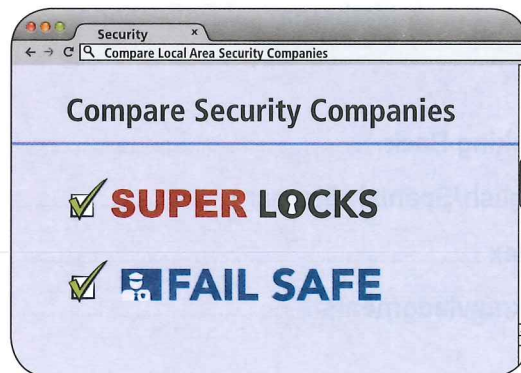 Security ×
Compare Local Area Security Companies
Compare Security Companies
SUPER LOCKS
FAIL SAFE